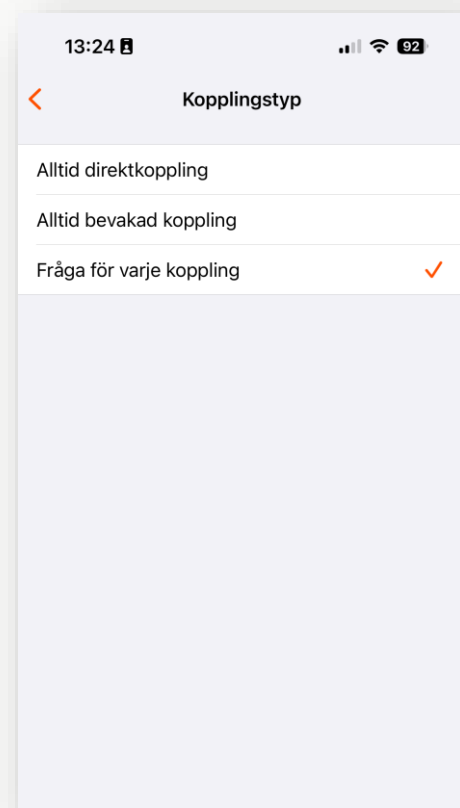 13:24
92
Kopplingstyp
Alltid direktkoppling
Alltid bevakad koppling
Fråga för varje koppling